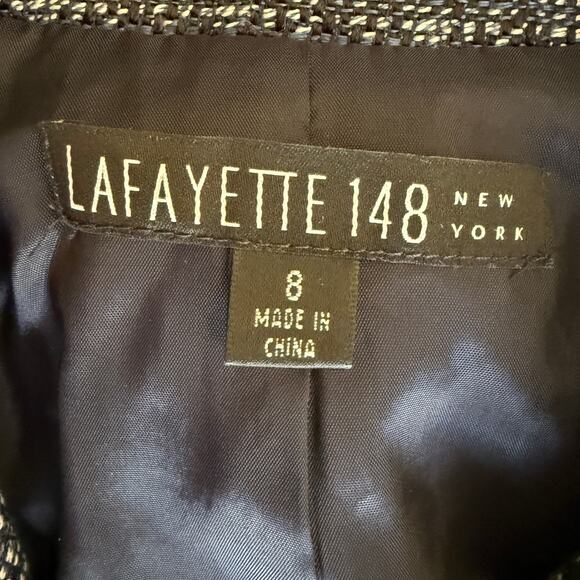 LAFAYETTE 148 NEW YORK
8
MADE IN
CHINA